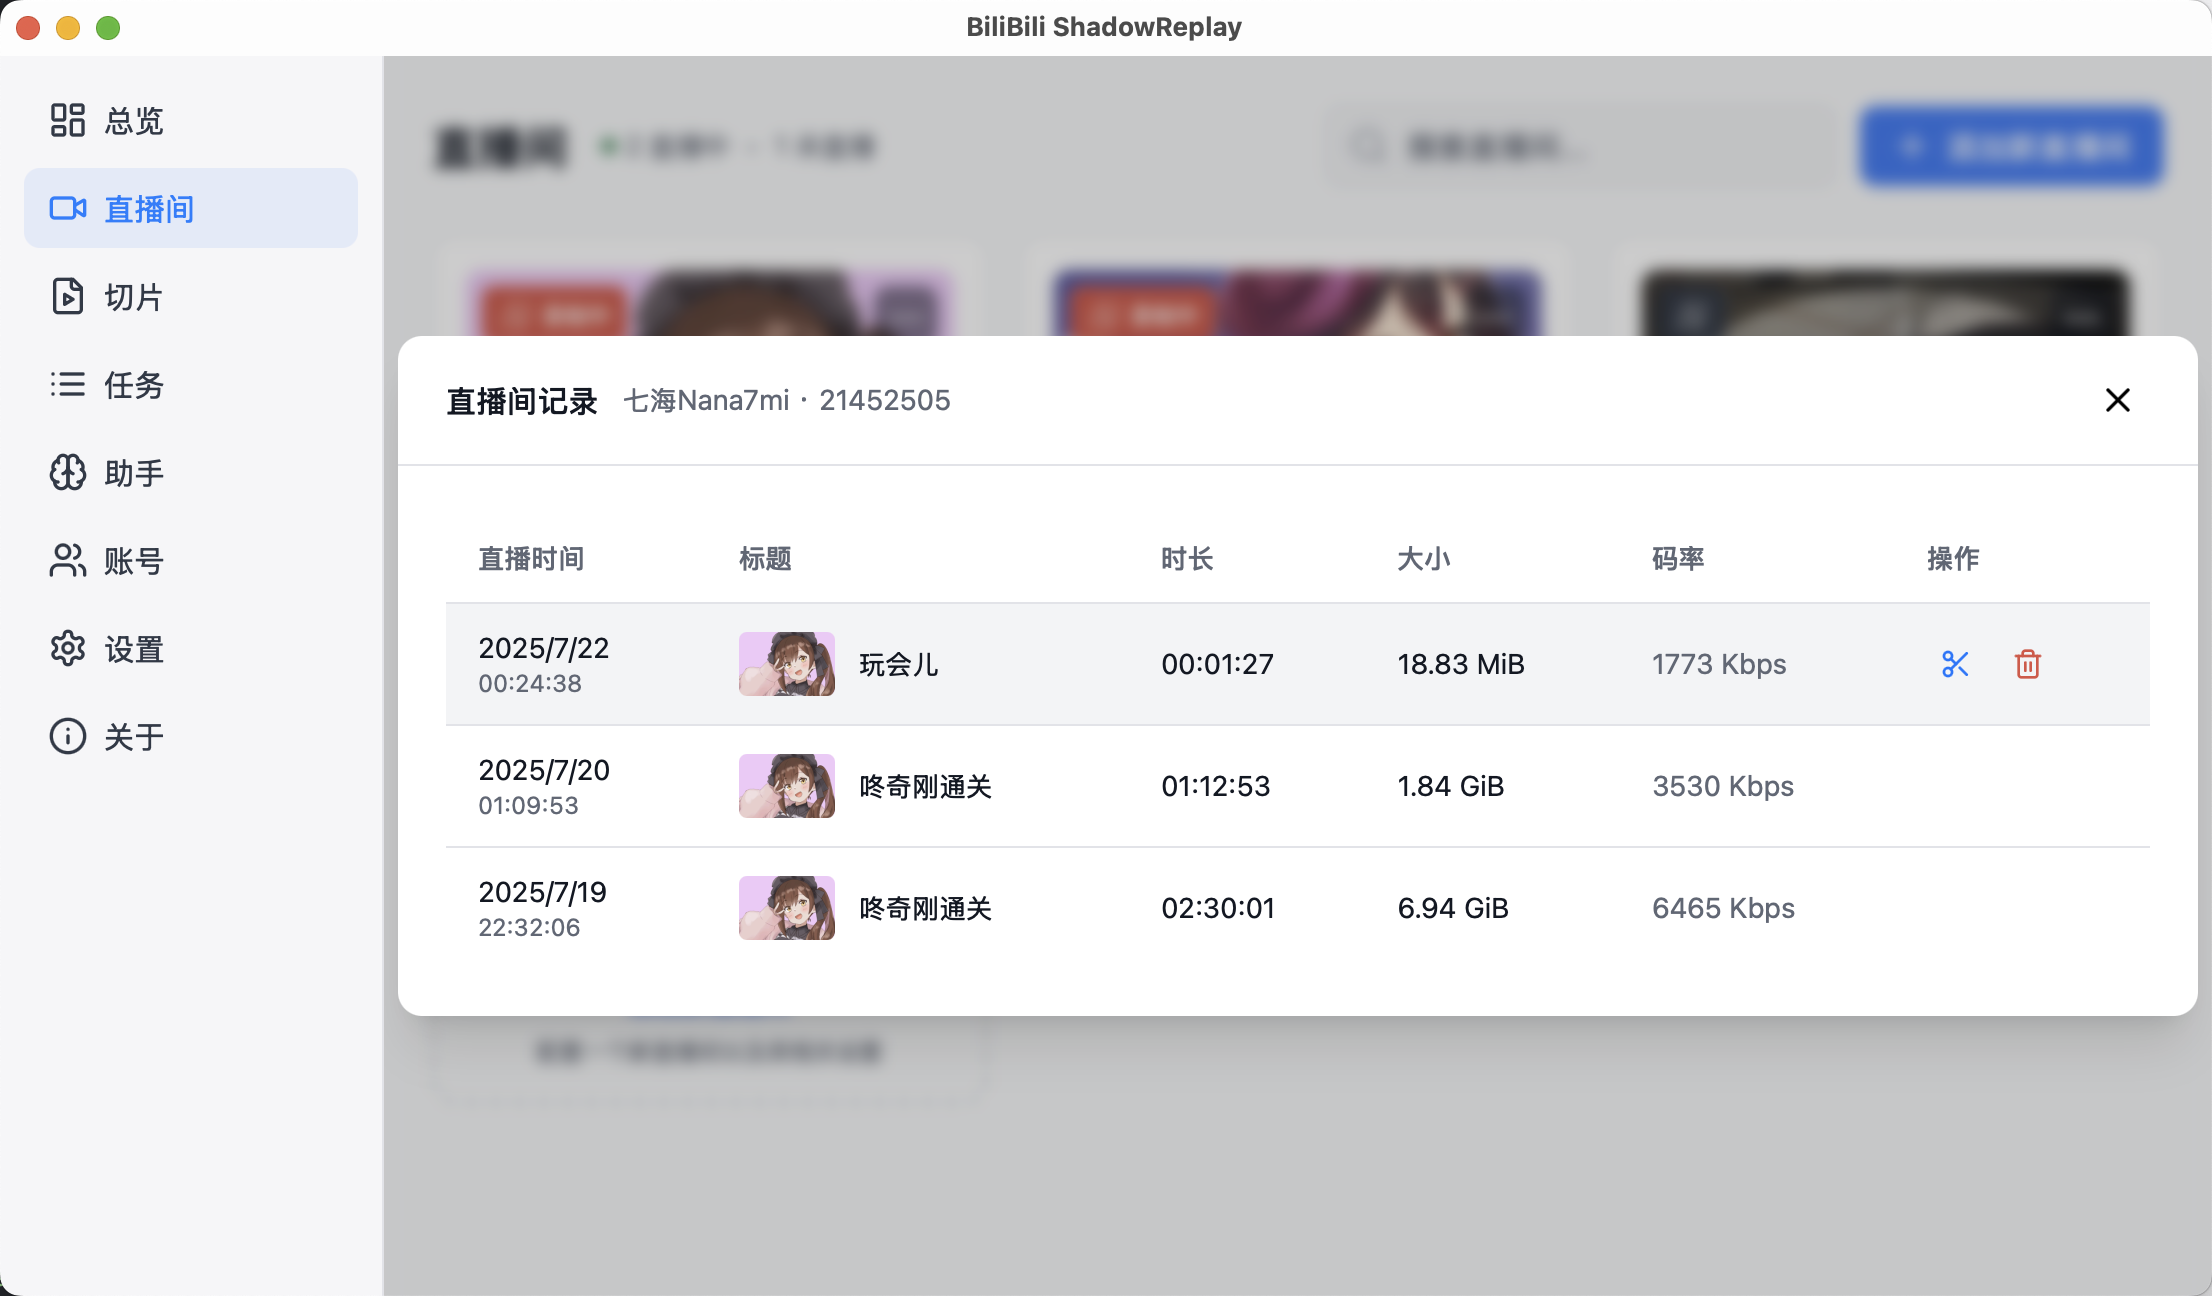 BiliBili ShadowReplay
总览
直播间
切片
任务
助手
账号
设置
关于
直播间记录 七海Nana7mi · 21452505
直播时间 标题 时长 大小 码率 操作
2025/7/22
00:24:38
玩会儿 00:01:27 18.83 MiB 1773 Kbps
2025/7/20
01:09:53
咚奇刚通关 01:12:53 1.84 GiB 3530 Kbps
2025/7/19
22:32:06
咚奇刚通关 02:30:01 6.94 GiB 6465 Kbps